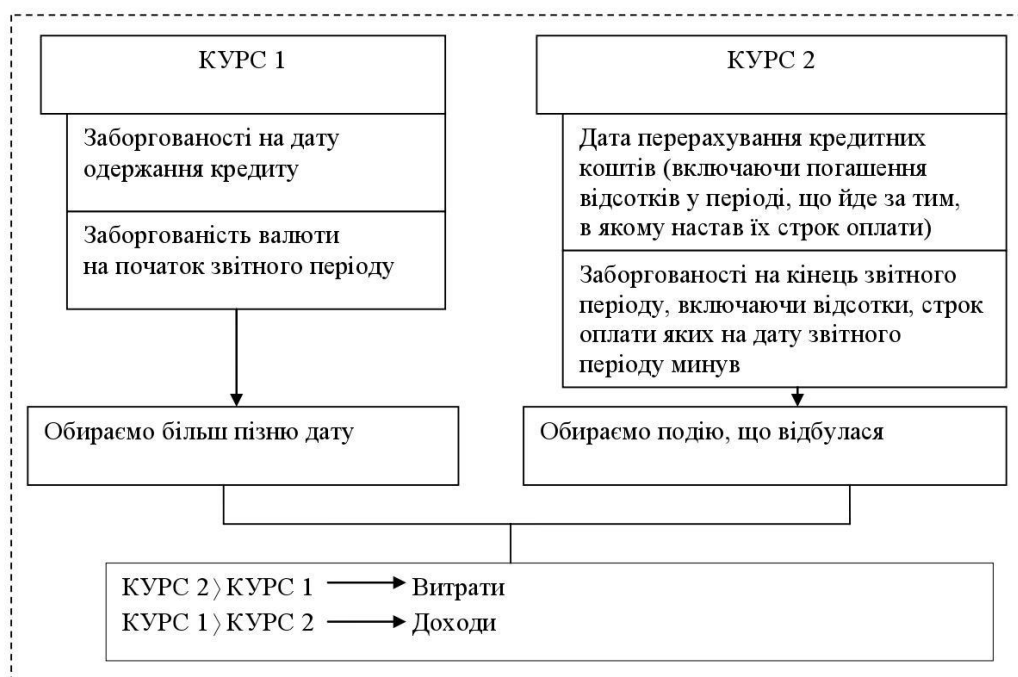 КУРС 1
Заборгованості на дату
одержання кредиту
Заборгованість валюти
на початок звітного періоду
Обираємо більш пізню дату
КУРС 2
Дата перерахування кредитних
коштів (включаючи погашення
відсотків у періоді, що йде за тим,
в якому настав їх строк оплати)
Заборгованості на кінець звітного
періоду, включаючи відсотки, строк
оплати яких на дату звітного
періоду минув
Обираємо подію, що відбулася
КУРС 2 〉 КУРС 1 → Витрати
КУРС 1 〉 КУРС 2 → Доходи